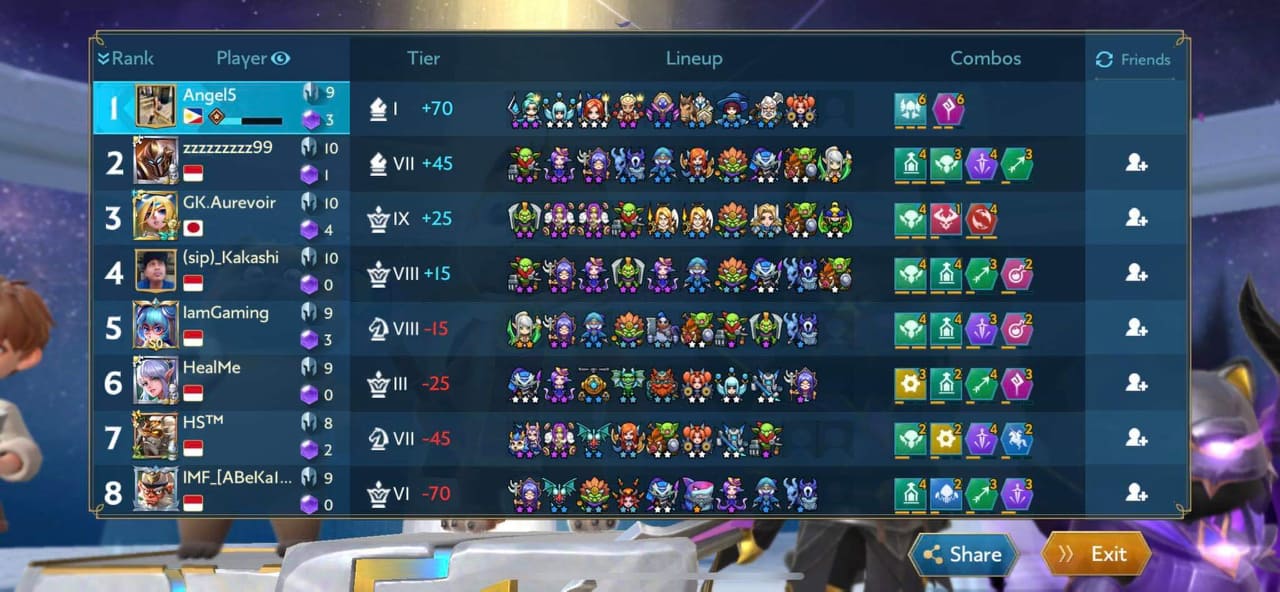 Rank Player Tier Lineup Combos Friends
1 Angel5 9 3 I +70 6 6
2 zzzzzzzzz99 10 1 VII +45 4 3 4 3
3 GK.Aurevoir 10 4 IX +25 4 1 4
4 (sip)_Kakashi 10 0 VIII +15 4 4 3 2
5 IamGaming 9 3 VIII -15 4 4 3 2
6 HealMe 9 0 III -25 3 2 4 3
7 HS™ 8 2 VII -45 2 2 4 2
8 IMF_[ABeKaI... 9 0 VI -70 4 2 3 3
Share Exit